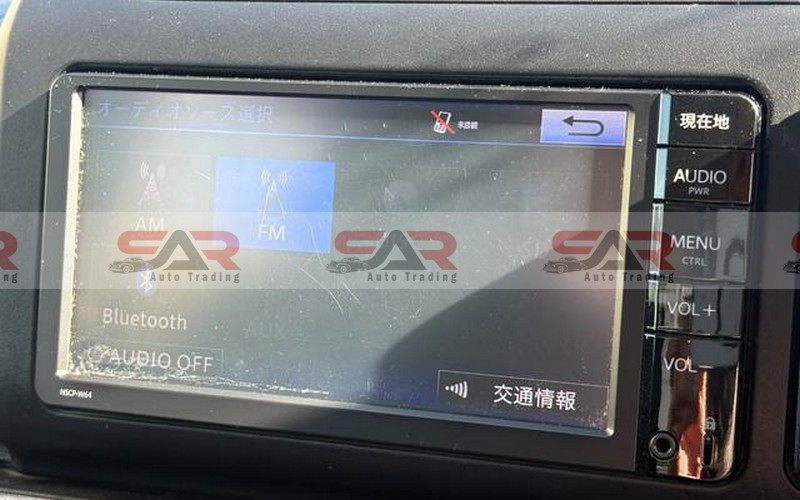 オーディオソース選択
未接続
現在地
AM
FM
AUDIO
PWR
SAR
Auto Trading
SAR
Auto Trading
SAR
Auto Trading
MENU
CTRL
Bluetooth
AUX
VOL+
AUDIO OFF
VOL-
交通情報
NSCP-W64